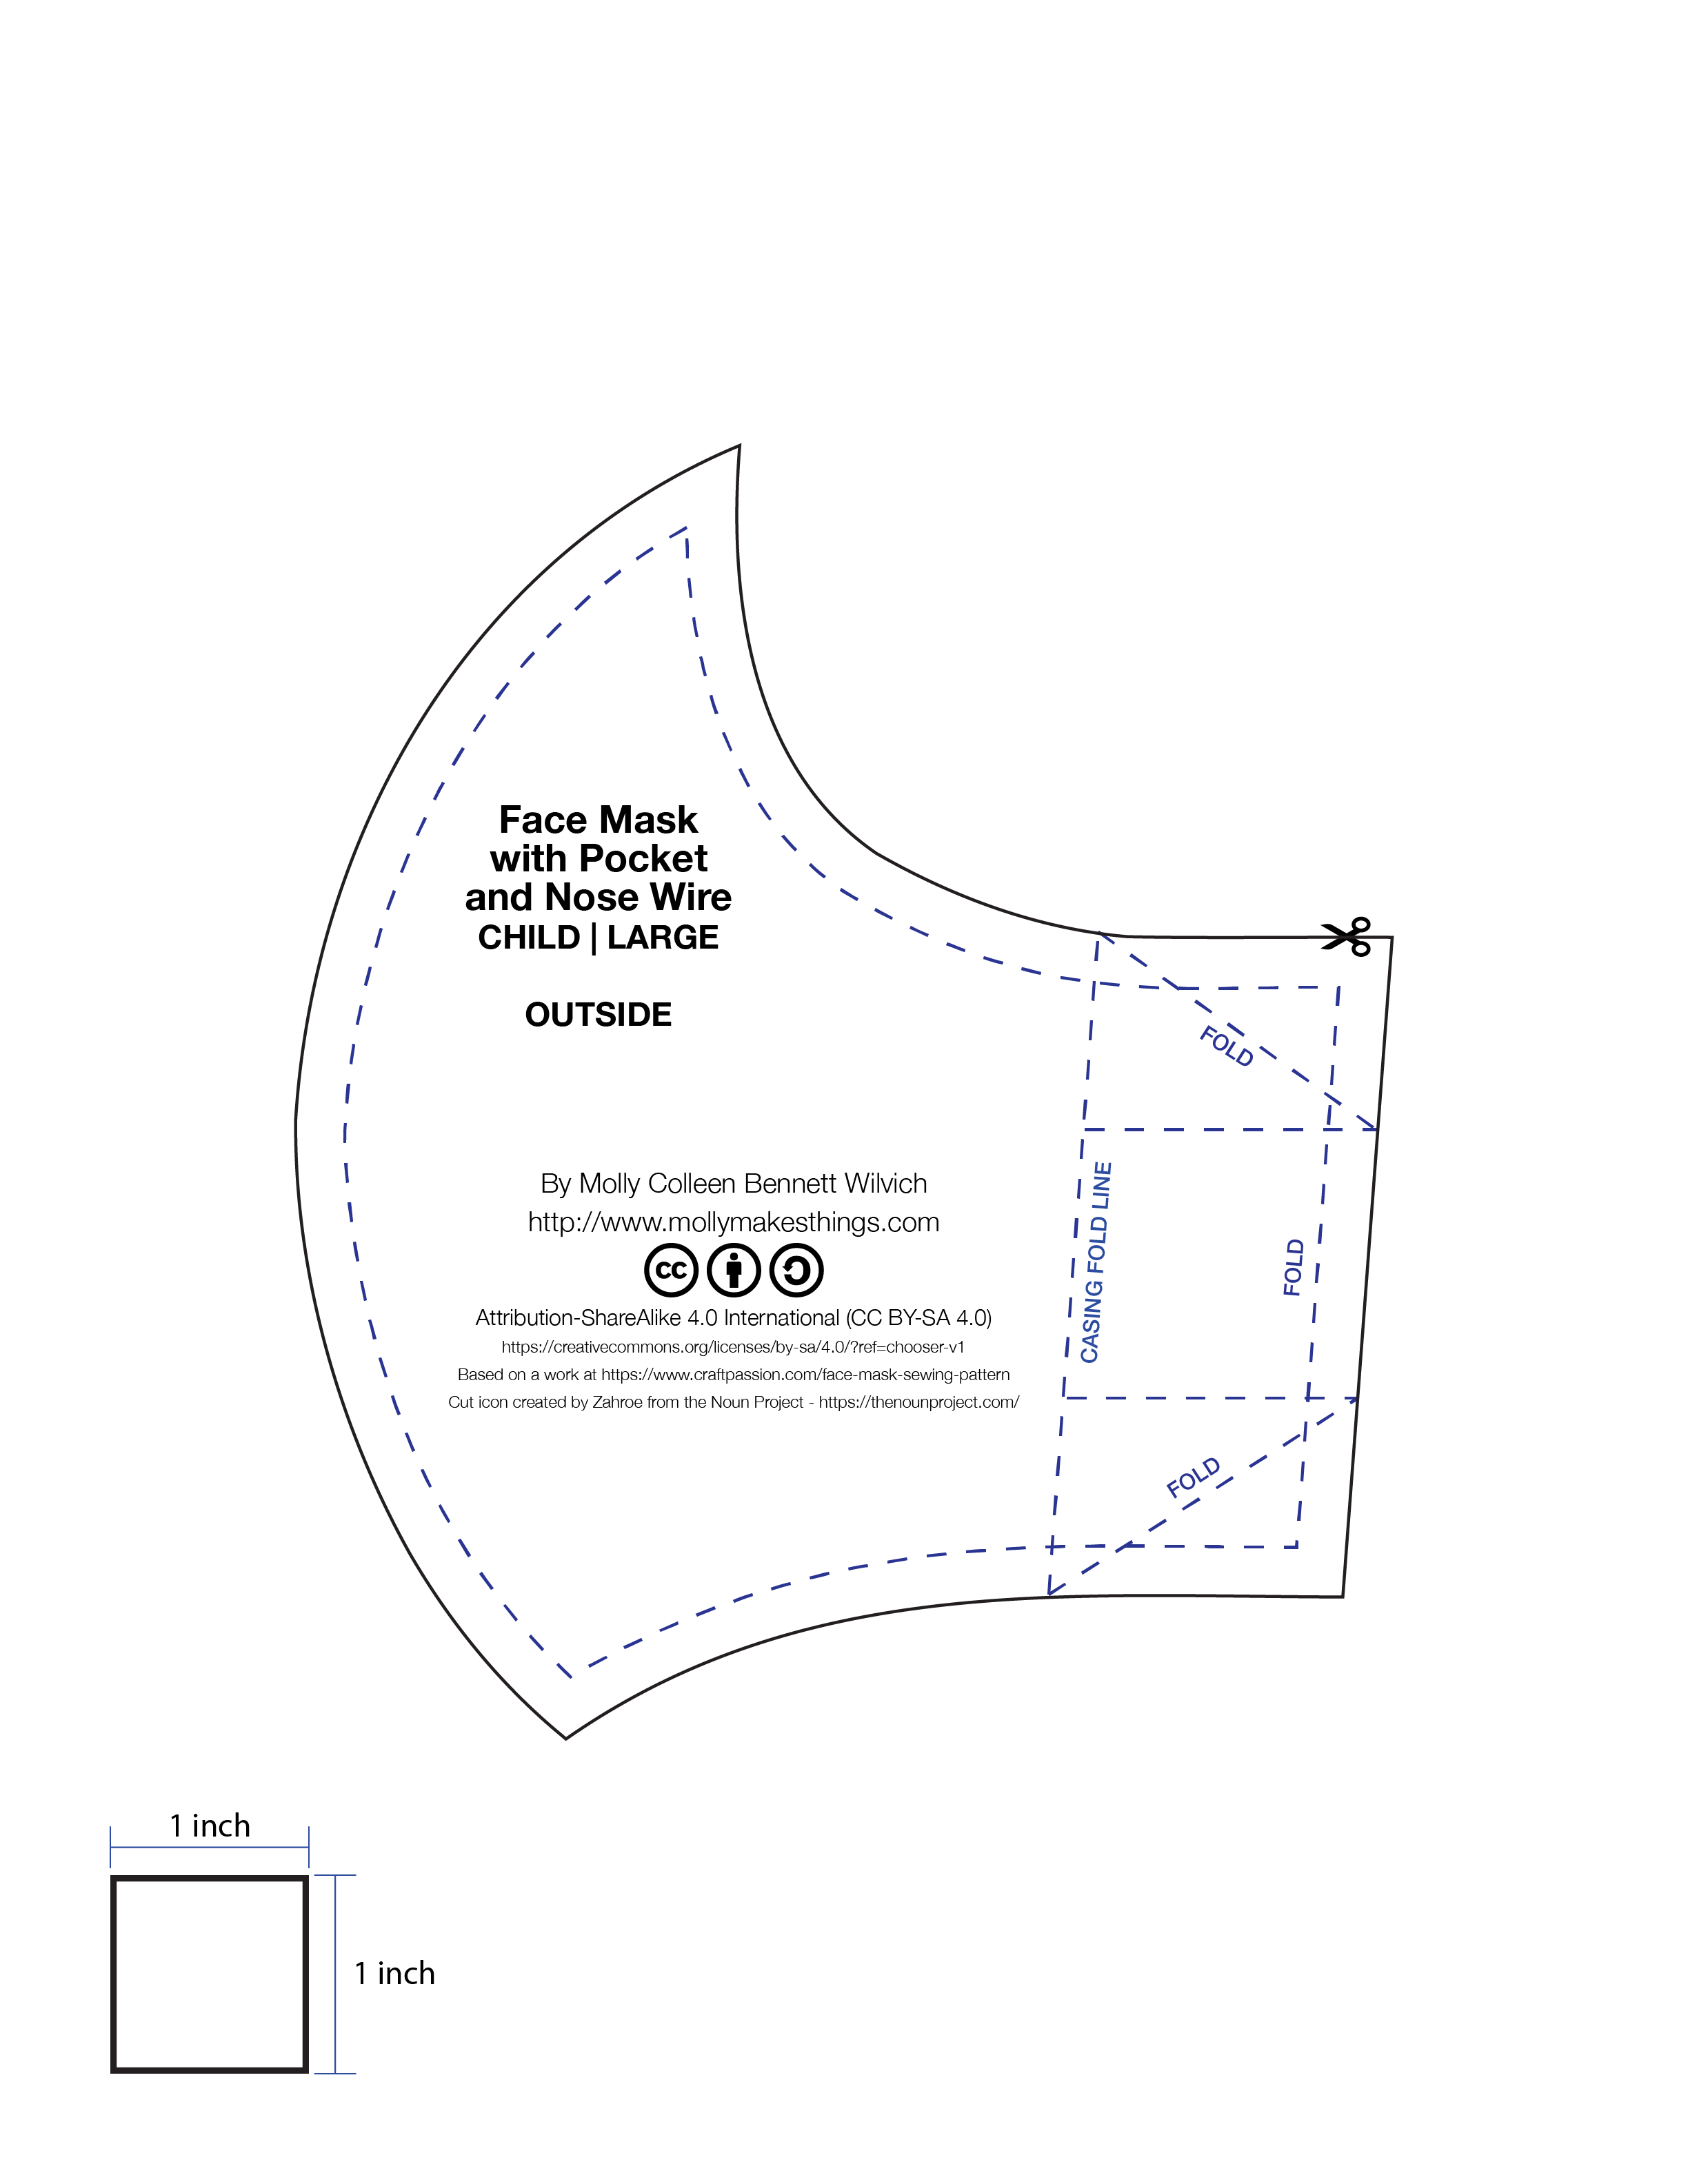 Face Mask
with Pocket
and Nose Wire
CHILD | LARGE
OUTSIDE
FOLD
CASING FOLD LINE
FOLD
FOLD
By Molly Colleen Bennett Wilvich
http://www.mollymakesthings.com
cc
Attribution-ShareAlike 4.0 International (CC BY-SA 4.0)
https://creativecommons.org/licenses/by-sa/4.0/?ref=chooser-v1
Based on a work at https://www.craftpassion.com/face-mask-sewing-pattern
Cut icon created by Zahroe from the Noun Project - https://thenounproject.com/
1 inch
1 inch